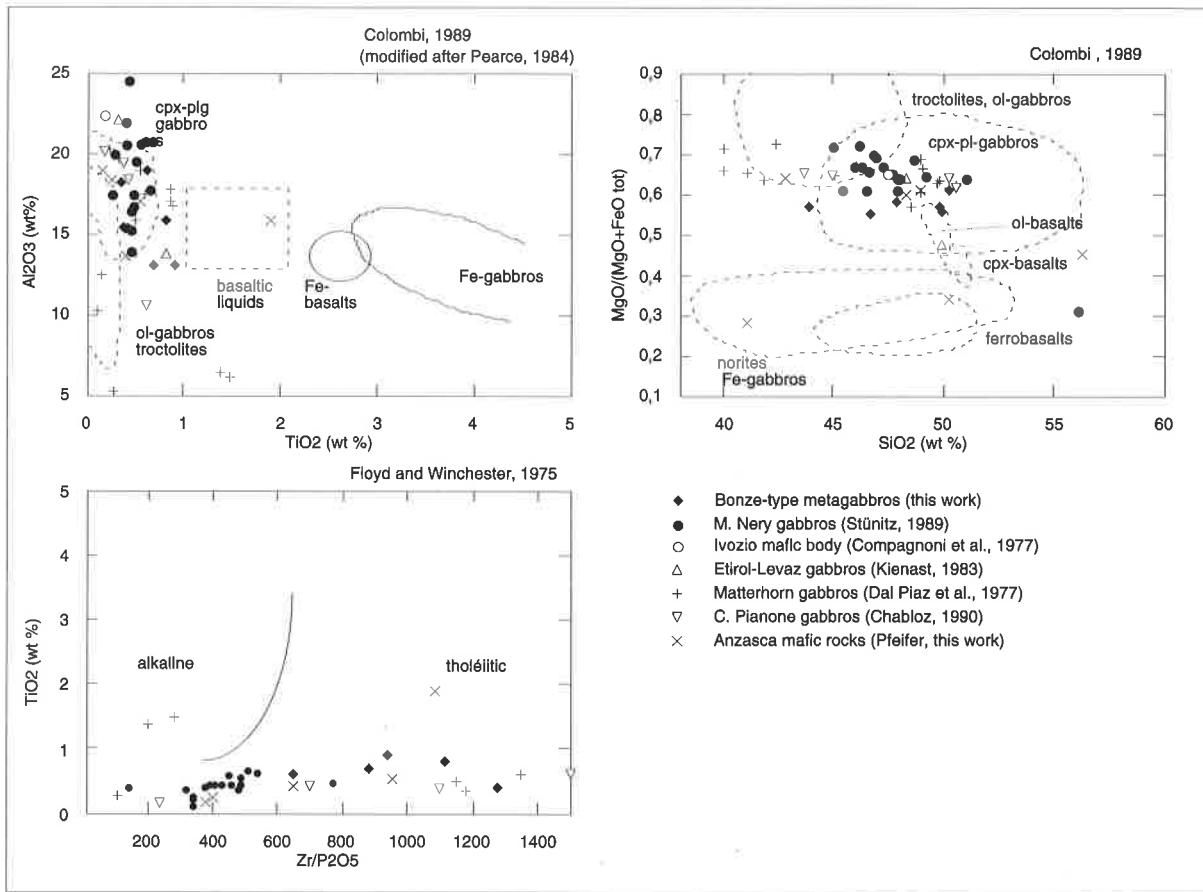 Colombi, 1989
(modified after Pearce, 1984)
25
20
15
10
5
Al2O3 (wt%)
cpx-plg
gabbro
s
basaltic
liquids
Fe-
basalts
Fe-gabbros
ol-gabbros
troctolites
0
1
2
3
4
5
TiO2 (wt %)
Colombi , 1989
0,9
0,8
0,7
0,6
0,5
0,4
0,3
0,2
0,1
MgO/(MgO+FeO tot)
troctolites, ol-gabbros
cpx-pl-gabbros
ol-basalts
cpx-basalts
ferrobasalts
norites
Fe-gabbros
40
45
50
55
60
SiO2 (wt %)
Floyd and Winchester, 1975
5
4
3
2
1
0
TiO2 (wt %)
alkaline
tholéiitic
200
400
600
800
1000
1200
1400
Zr/P2O5
Bonze-type metagabbros (this work)
M. Nery gabbros (Stünitz, 1989)
Ivozio mafic body (Compagnoni et al., 1977)
Etirol-Levaz gabbros (Kienast, 1983)
Matterhorn gabbros (Dal Piaz et al., 1977)
C. Pianone gabbros (Chabloz, 1990)
Anzasca mafic rocks (Pfeifer, this work)